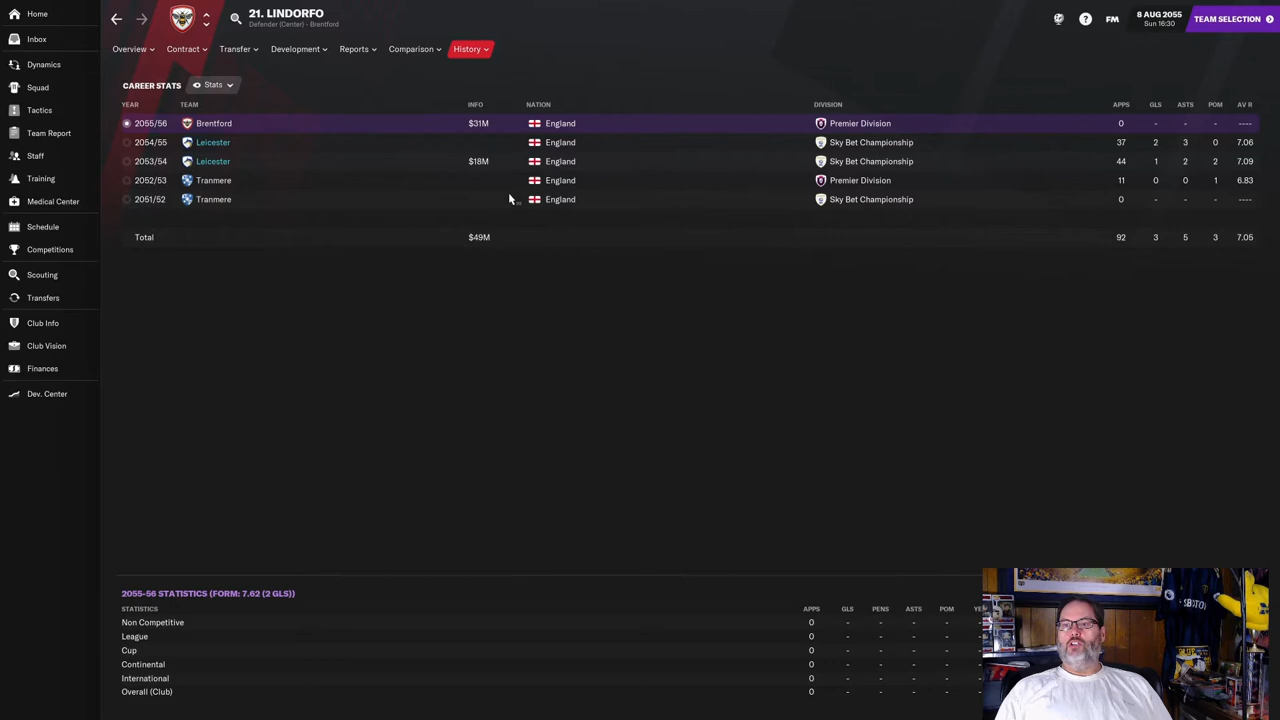 Home
Inbox
Dynamics
Squad
Tactics
Team Report
Staff
Training
Medical Center
Schedule
Competitions
Scouting
Transfers
Club Info
Club Vision
Finances
Dev. Center
21. LINDORFO
Defender (Center) - Brentford
FM
8 AUG 2055
Sun 16:30
TEAM SELECTION
Overview Contract Transfer Development Reports Comparison History
CAREER STATS Stats
YEAR TEAM INFO NATION DIVISION APPS GLS ASTS POM AV R
2055/56 Brentford $31M England Premier Division 0 - - - ----
2054/55 Leicester England Sky Bet Championship 37 2 3 0 7.06
2053/54 Leicester $18M England Sky Bet Championship 44 1 2 2 7.09
2052/53 Tranmere England Premier Division 11 0 0 1 6.83
2051/52 Tranmere England Sky Bet Championship 0 - - - ----
Total $49M 92 3 5 3 7.05
2055-56 STATISTICS (FORM: 7.62 (2 GLS))
STATISTICS APPS GLS PENS ASTS POM
Non Competitive 0 - - - -
League 0 - - - -
Cup 0 - - - -
Continental 0 - - - -
International 0 - - - -
Overall (Club) 0 - - - -